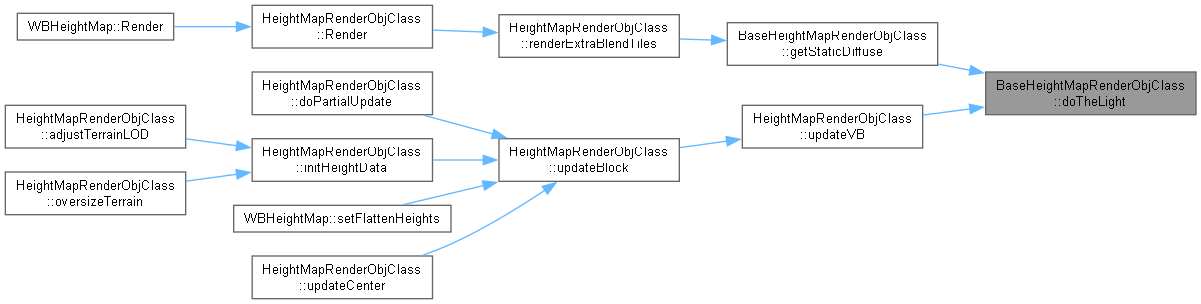 WBHeightMap::Render
HeightMapRenderObjClass
::Render
HeightMapRenderObjClass
::renderExtraBlendTiles
BaseHeightMapRenderObjClass
::getStaticDiffuse
BaseHeightMapRenderObjClass
::doTheLight
HeightMapRenderObjClass
::doPartialUpdate
HeightMapRenderObjClass
::adjustTerrainLOD
HeightMapRenderObjClass
::initHeightData
HeightMapRenderObjClass
::updateBlock
HeightMapRenderObjClass
::updateVB
HeightMapRenderObjClass
::oversizeTerrain
WBHeightMap::setFlattenHeights
HeightMapRenderObjClass
::updateCenter